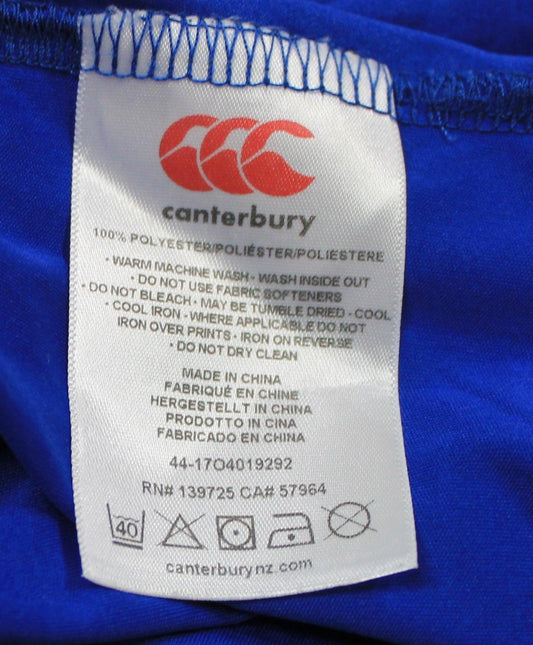 canterbury
100% POLYESTER/POLIÉSTER/POLIESTERE
· WARM MACHINE WASH · WASH INSIDE OUT
· DO NOT USE FABRIC SOFTENERS
· DO NOT BLEACH · MAY BE TUMBLE DRIED · COOL
· COOL IRON · WHERE APPLICABLE DO NOT
IRON OVER PRINTS · IRON ON REVERSE
· DO NOT DRY CLEAN
MADE IN CHINA
FABRIQUÉ EN CHINE
HERGESTELLT IN CHINA
PRODOTTO IN CINA
FABRICADO EN CHINA
44-17O4019292
RN# 139725 CA# 57964
40
canterburynz.com